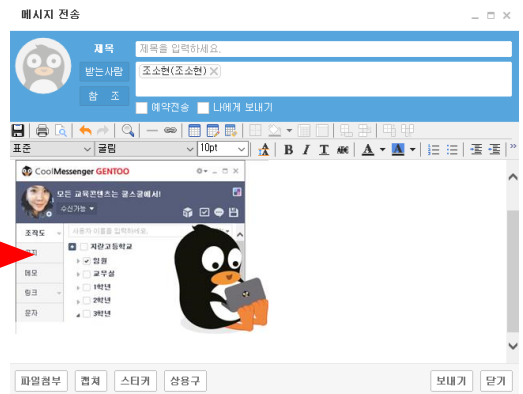 메시지 전송
제목 제목을 입력하세요.
받는사람 조소현(조소현)
참 조
예약전송 나에게 보내기
표준 굴림 10pt B I T ABC A A
CoolMessenger GENTOO
모든 교육콘텐츠는 쿨스쿨에서!
수신가능
조직도 사용자 이름을 입력하세요.
쪽지 지란고등학교
메모 임원
교무실
링크 1학년
2학년
문자 3학년
파일첨부 캡쳐 스티커 상용구 보내기 닫기